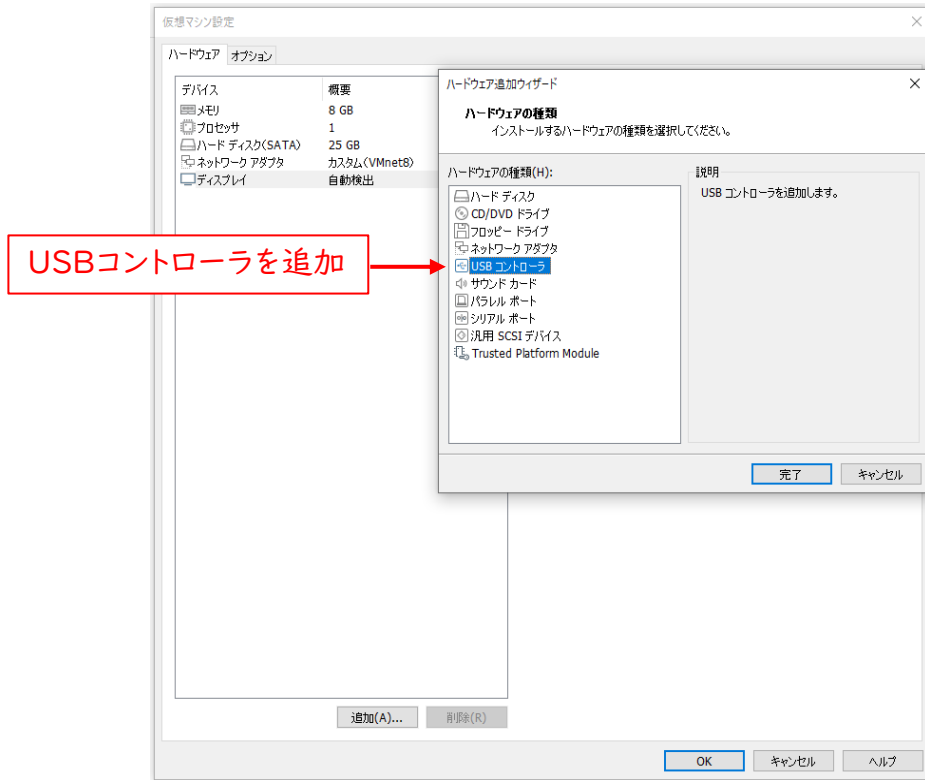 仮想マシン設定
ハードウェア オプション
デバイス 概要
メモリ 8 GB
プロセッサ 1
ハード ディスク(SATA) 25 GB
ネットワーク アダプタ カスタム(VMnet8)
ディスプレイ 自動検出
ハードウェア追加ウィザード
ハードウェアの種類
インストールするハードウェアの種類を選択してください。
ハードウェアの種類(H):
ハード ディスク
CD/DVD ドライブ
フロッピー ドライブ
ネットワーク アダプタ
USB コントローラ
サウンド カード
パラレル ポート
シリアル ポート
汎用 SCSI デバイス
Trusted Platform Module
説明
USB コントローラを追加します。
USBコントローラを追加
完了 キャンセル
追加(A)... 削除(R)
OK キャンセル ヘルプ